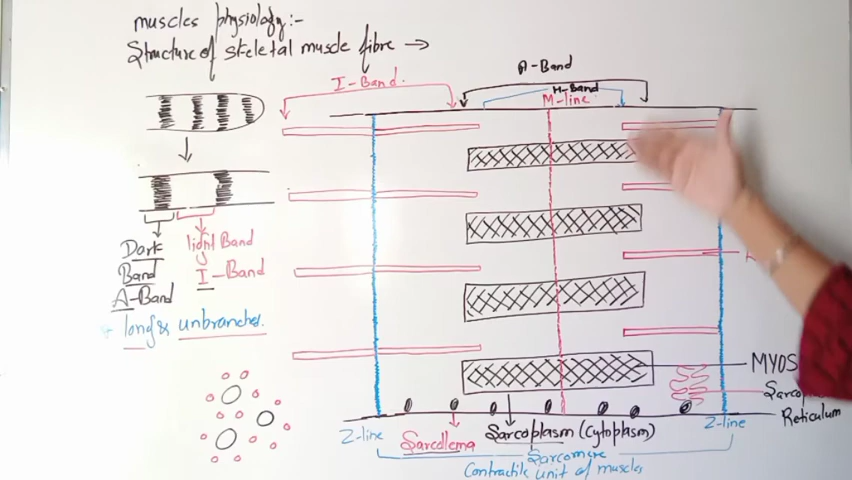 muscles physiology:-
Structure of skeletal muscle fibre →
I-Band.
A-Band
H-Band
M-line
Dark
Band
A-Band
light Band
I-Band
long & unbranches.
MYOS
Reticulum
Z-line
Sarcolema
Sarcoplasm (cytoplasm)
Z-line
Sarcomere
Contractile unit of muscles